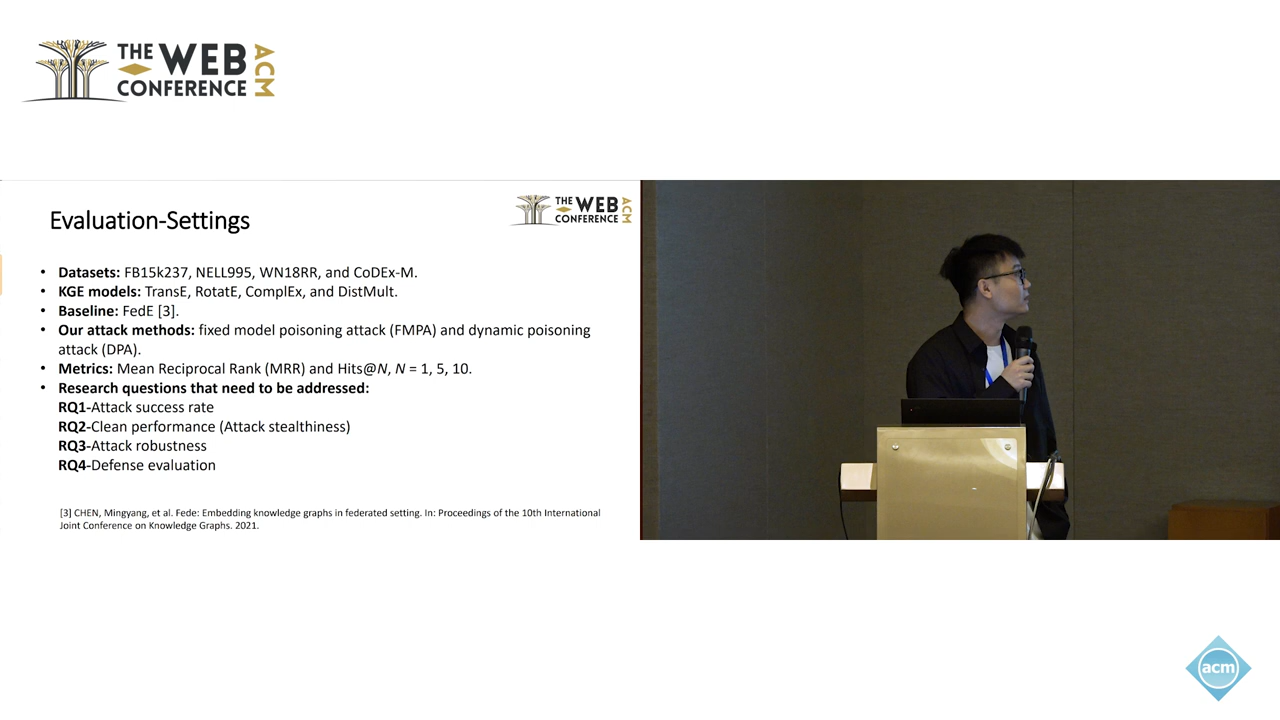 THE WEB CONFERENCE ACM
Evaluation-Settings
THE WEB CONFERENCE ACM
• Datasets: FB15k237, NELL995, WN18RR, and CoDEx-M.
• KGE models: TransE, RotatE, ComplEx, and DistMult.
• Baseline: FedE [3].
• Our attack methods: fixed model poisoning attack (FMPA) and dynamic poisoning
attack (DPA).
• Metrics: Mean Reciprocal Rank (MRR) and Hits@N, N = 1, 5, 10.
• Research questions that need to be addressed:
RQ1-Attack success rate
RQ2-Clean performance (Attack stealthiness)
RQ3-Attack robustness
RQ4-Defense evaluation
[3] CHEN, Mingyang, et al. Fede: Embedding knowledge graphs in federated setting. In: Proceedings of the 10th International
Joint Conference on Knowledge Graphs. 2021.
acm